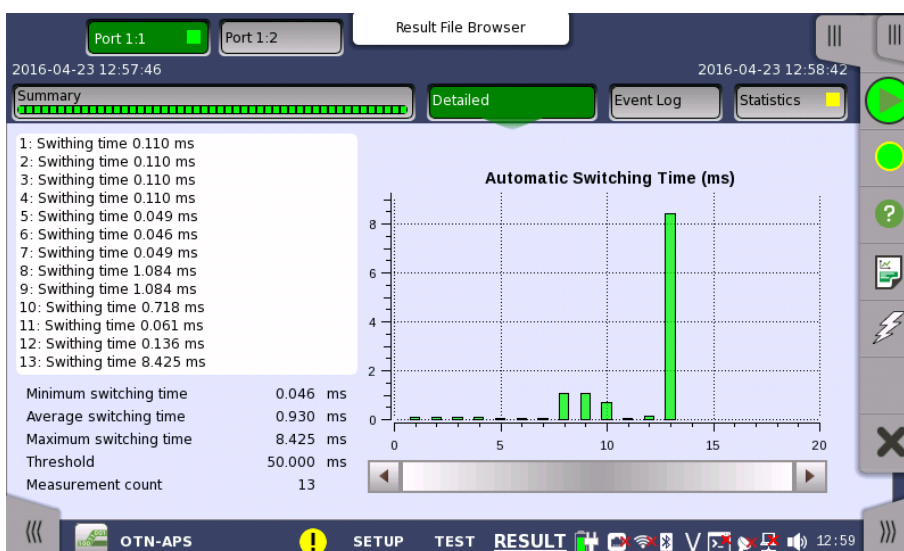 Port 1:1
Port 1:2
Result File Browser
2016-04-23 12:57:46
2016-04-23 12:58:42
Summary
Detailed
Event Log
Statistics
1: Swithing time 0.110 ms
2: Swithing time 0.110 ms
3: Swithing time 0.110 ms
4: Swithing time 0.110 ms
5: Swithing time 0.049 ms
6: Swithing time 0.046 ms
7: Swithing time 0.049 ms
8: Swithing time 1.084 ms
9: Swithing time 1.084 ms
10: Swithing time 0.718 ms
11: Swithing time 0.061 ms
12: Swithing time 0.136 ms
13: Swithing time 8.425 ms
Minimum switching time 0.046 ms
Average switching time 0.930 ms
Maximum switching time 8.425 ms
Threshold 50.000 ms
Measurement count 13
Automatic Switching Time (ms)
8
6
4
2
0
0 5 10 15 20
OTN-APS
!
SETUP TEST RESULT
V
12:59